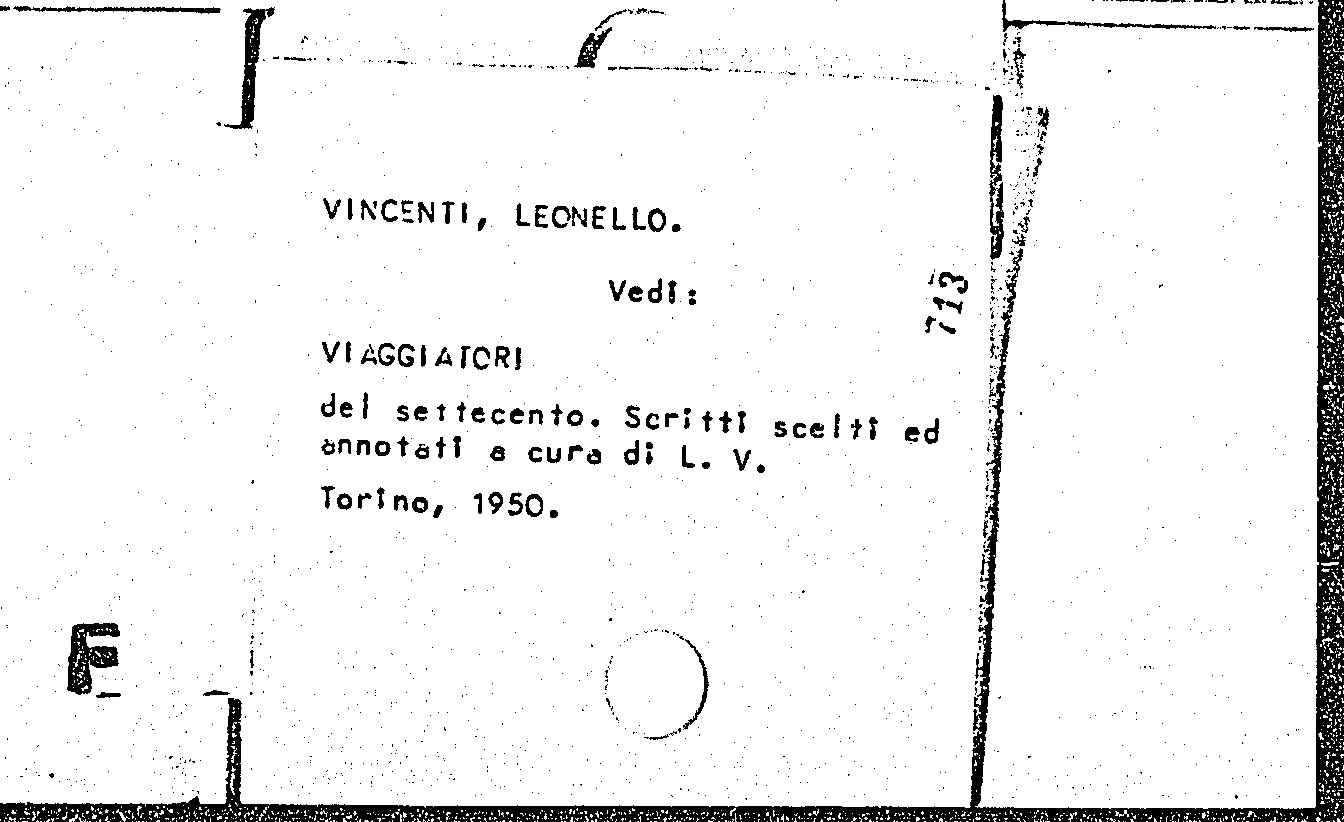 VINCENTI, LEONELLO.
Vedi:
713
VIAGGIATORI
del settecento. Scritti scelti ed
annotati a cura di L. V.
Torino, 1950.
F